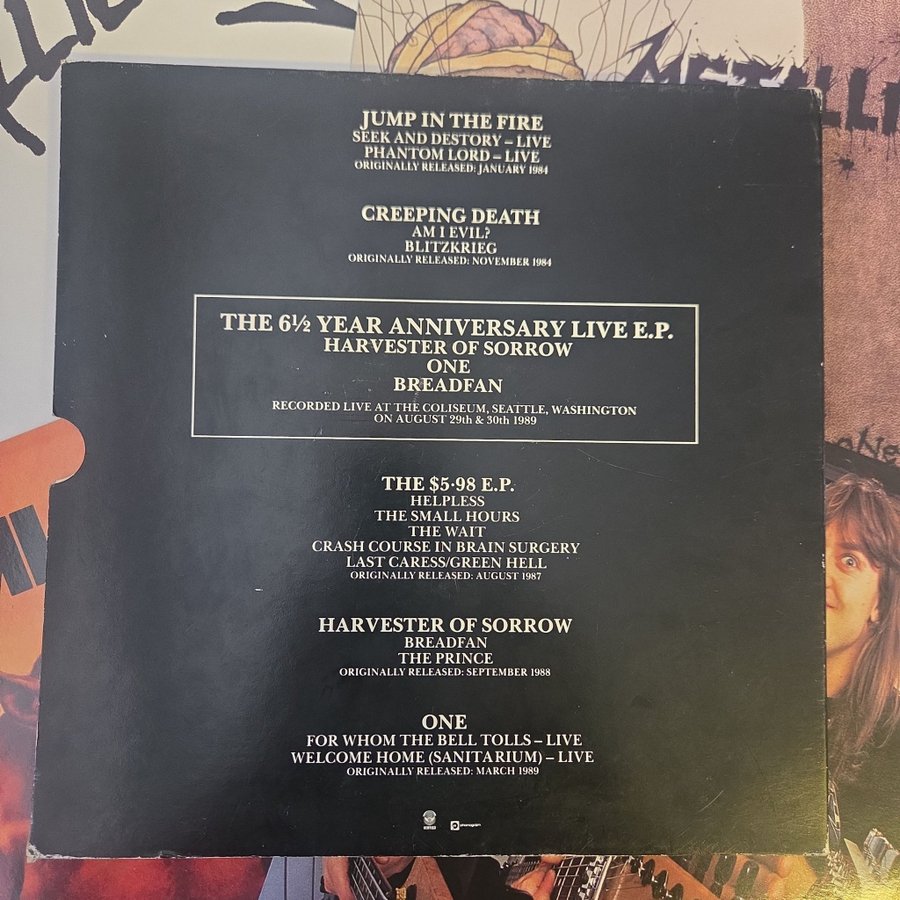 METALLI
JUMP IN THE FIRE
SEEK AND DESTORY – LIVE
PHANTOM LORD – LIVE
ORIGINALLY RELEASED: JANUARY 1984
CREEPING DEATH
AM I EVIL?
BLITZKRIEG
ORIGINALLY RELEASED: NOVEMBER 1984
THE 6½ YEAR ANNIVERSARY LIVE E.P.
HARVESTER OF SORROW
ONE
BREADFAN
RECORDED LIVE AT THE COLISEUM, SEATTLE, WASHINGTON
ON AUGUST 29th & 30th 1989
THE $5·98 E.P.
HELPLESS
THE SMALL HOURS
THE WAIT
CRASH COURSE IN BRAIN SURGERY
LAST CARESS/GREEN HELL
ORIGINALLY RELEASED: AUGUST 1987
HARVESTER OF SORROW
BREADFAN
THE PRINCE
ORIGINALLY RELEASED: SEPTEMBER 1988
ONE
FOR WHOM THE BELL TOLLS – LIVE
WELCOME HOME (SANITARIUM) – LIVE
ORIGINALLY RELEASED: MARCH 1989
phonogram